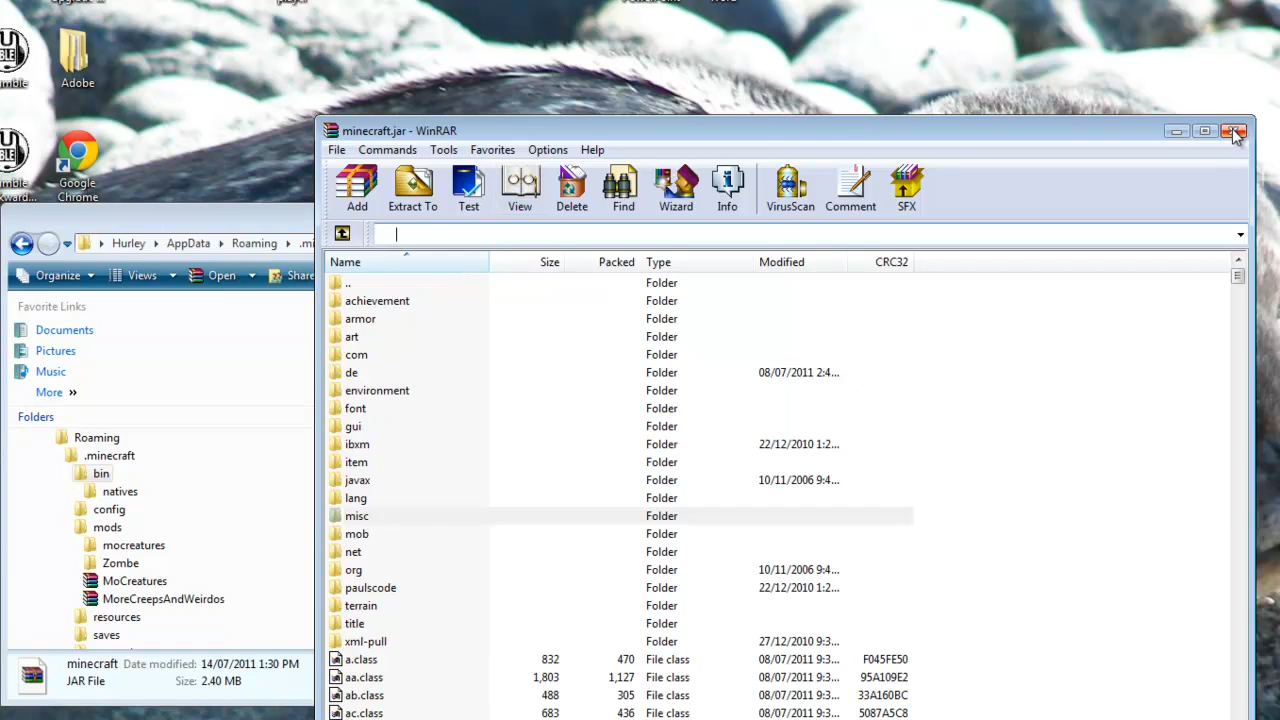 player
Adobe
umble
Google
Chrome
umble
kward...
minecraft.jar - WinRAR
File Commands Tools Favorites Options Help
Add Extract To Test View Delete Find Wizard Info VirusScan Comment SFX
Hurley AppData Roaming .mi
Organize Views Open Share
Favorite Links
Documents
Pictures
Music
More »
Folders
Roaming
.minecraft
bin
natives
config
mods
mocreatures
Zombe
MoCreatures
MoreCreepsAndWeirdos
resources
saves
minecraft Date modified: 14/07/2011 1:30 PM
JAR File Size: 2.40 MB
Name Size Packed Type Modified CRC32
.. Folder
achievement Folder
armor Folder
art Folder
com Folder
de Folder 08/07/2011 2:4...
environment Folder
font Folder
gui Folder
ibxm Folder 22/12/2010 1:2...
item Folder
javax Folder 10/11/2006 9:4...
lang Folder
misc Folder
mob Folder
net Folder
org Folder 10/11/2006 9:4...
paulscode Folder 22/12/2010 1:2...
terrain Folder
title Folder
xml-pull Folder 27/12/2010 9:3...
a.class 832 470 File class 08/07/2011 9:3... F045FE50
aa.class 1,803 1,127 File class 08/07/2011 9:3... 95A109E2
ab.class 488 305 File class 08/07/2011 9:3... 33A160BC
ac.class 683 436 File class 08/07/2011 9:3... 5087A5C8